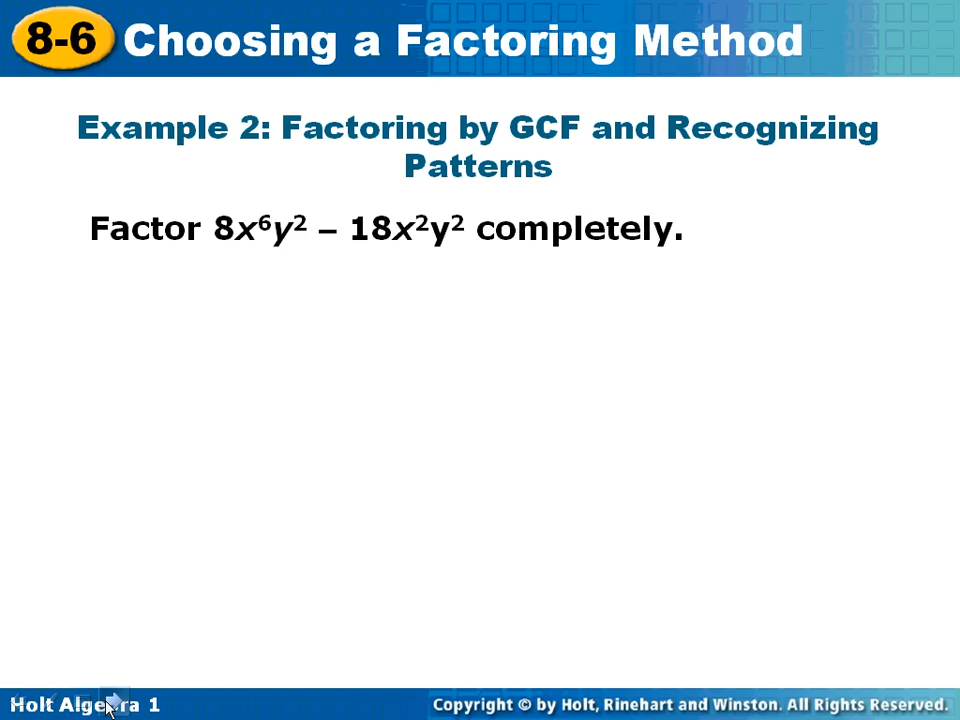 8-6 Choosing a Factoring Method
Example 2: Factoring by GCF and Recognizing
Patterns
Factor 8x⁶y² – 18x²y² completely.
Holt Algebra 1 Copyright © by Holt, Rinehart and Winston. All Rights Reserved.